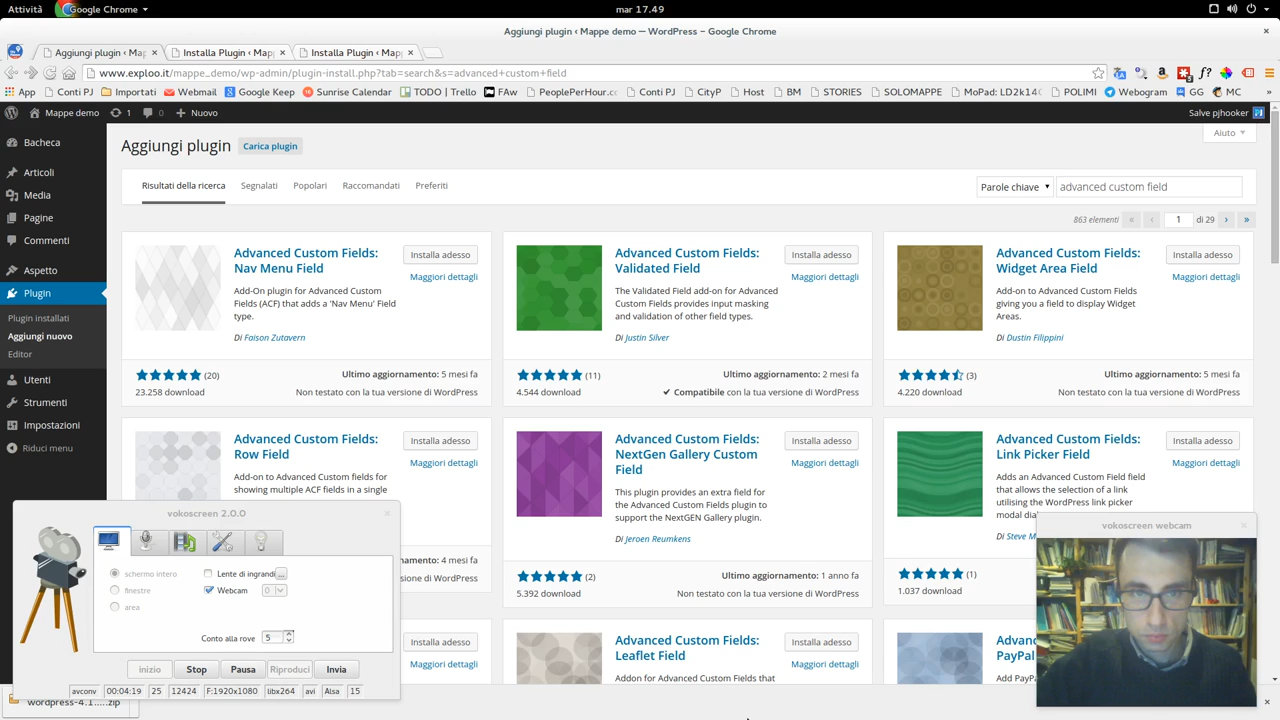 Attività
Google Chrome
mar 17.49
Aggiungi plugin ‹ Mappe demo — WordPress – Google Chrome
Aggiungi plugin ‹ Ma
Installa Plugin ‹ Map
Installa Plugin ‹ Map
www.exploo.it/mappe_demo/wp-admin/plugin-install.php?tab=search&s=advanced+custom+field
App
Conti PJ
Importati
Webmail
Google Keep
Sunrise Calendar
TODO | Trello
FAw
PeoplePerHour.c
Conti PJ
CityP
Host
BM
STORIES
SOLOMAPPE
MoPad: LD2k14
POLIMI
Webogram
GG
MC
»
Mappe demo
1
0
Nuovo
Salve pjhooker
Bacheca
Articoli
Media
Pagine
Commenti
Aspetto
Plugin
Plugin installati
Aggiungi nuovo
Editor
Utenti
Strumenti
Impostazioni
Riduci menu
Aggiungi plugin
Carica plugin
Aiuto
Risultati della ricerca
Segnalati
Popolari
Raccomandati
Preferiti
Parole chiave
advanced custom field
863 elementi « ‹ 1 di 29 › »
Advanced Custom Fields:
Nav Menu Field
Installa adesso
Maggiori dettagli
Add-On plugin for Advanced Custom
Fields (ACF) that adds a 'Nav Menu' Field
type.
Di Faison Zutavern
(20)
23.258 download
Ultimo aggiornamento: 5 mesi fa
Non testato con la tua versione di WordPress
Advanced Custom Fields:
Validated Field
Installa adesso
Maggiori dettagli
The Validated Field add-on for Advanced
Custom Fields provides input masking
and validation of other field types.
Di Justin Silver
(11)
4.544 download
Ultimo aggiornamento: 2 mesi fa
✔ Compatibile con la tua versione di WordPress
Advanced Custom Fields:
Widget Area Field
Installa adesso
Maggiori dettagli
Add-on to Advanced Custom Fields
giving you a field to display Widget
Areas.
Di Dustin Filippini
(3)
4.220 download
Ultimo aggiornamento: 5 mesi fa
Non testato con la tua versione di WordPress
Advanced Custom Fields:
Row Field
Installa adesso
Maggiori dettagli
Add-on to Advanced Custom fields for
showing multiple ACF fields in a single
4 mesi fa
di WordPress
Advanced Custom Fields:
NextGen Gallery Custom
Field
Installa adesso
Maggiori dettagli
This plugin provides an extra field for
the Advanced Custom Fields plugin to
support the NextGEN Gallery plugin.
Di Jeroen Reumkens
(2)
5.392 download
Ultimo aggiornamento: 1 anno fa
Non testato con la tua versione di WordPress
Advanced Custom Fields:
Link Picker Field
Installa adesso
Maggiori dettagli
Adds an Advanced Custom Field field
that allows the selection of a link
utilising the WordPress link picker
modal
Di Steve
(1)
1.037 download
Installa adesso
Maggiori dettagli
Advanced Custom Fields:
Leaflet Field
Installa adesso
Maggiori dettagli
Addon for Advanced Custom Fields that
PayPal
Add PayPa
vokoscreen 2.0.0
schermo intero
finestre
area
Lente di ingrandi ...
Webcam 0
Conto alla rove 5
inizio
Stop
Pausa
Riproduci
Invia
avconv 00:04:19 25 12424 F:1920x1080 libx264 avi Alsa 15
vokoscreen webcam
wordpress-4.1.....zip